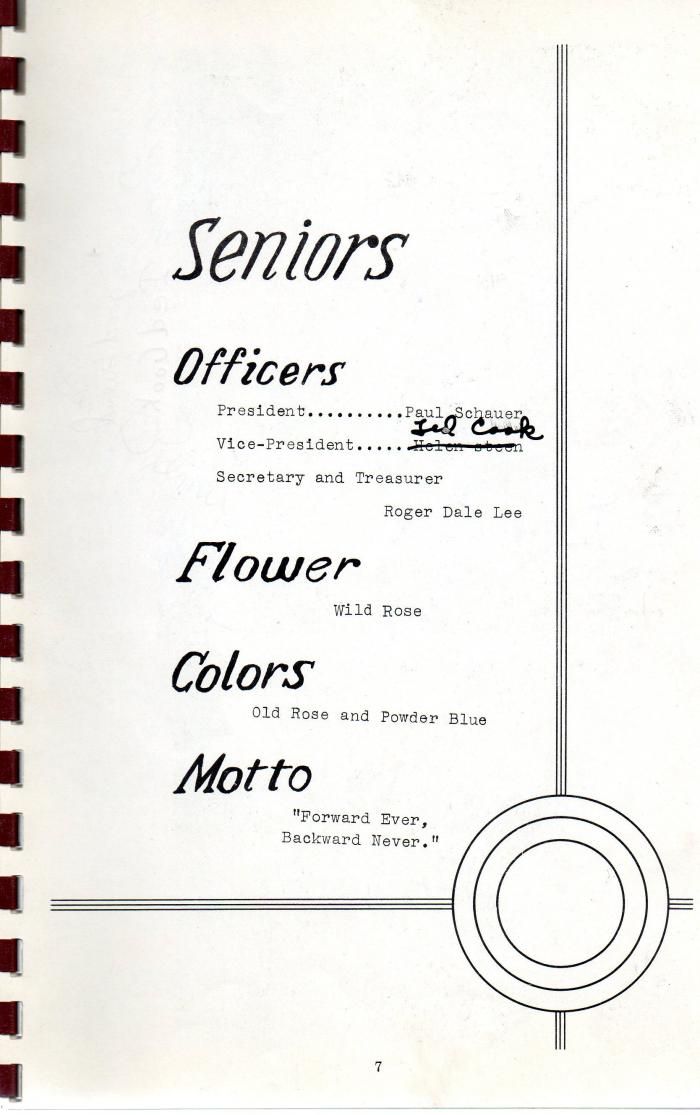 Seniors
Officers
President..........Paul Schauer
Ted Cook
Vice-President......Helen steen
Secretary and Treasurer
Roger Dale Lee
Flower
Wild Rose
Colors
Old Rose and Powder Blue
Motto
"Forward Ever,
Backward Never."
7